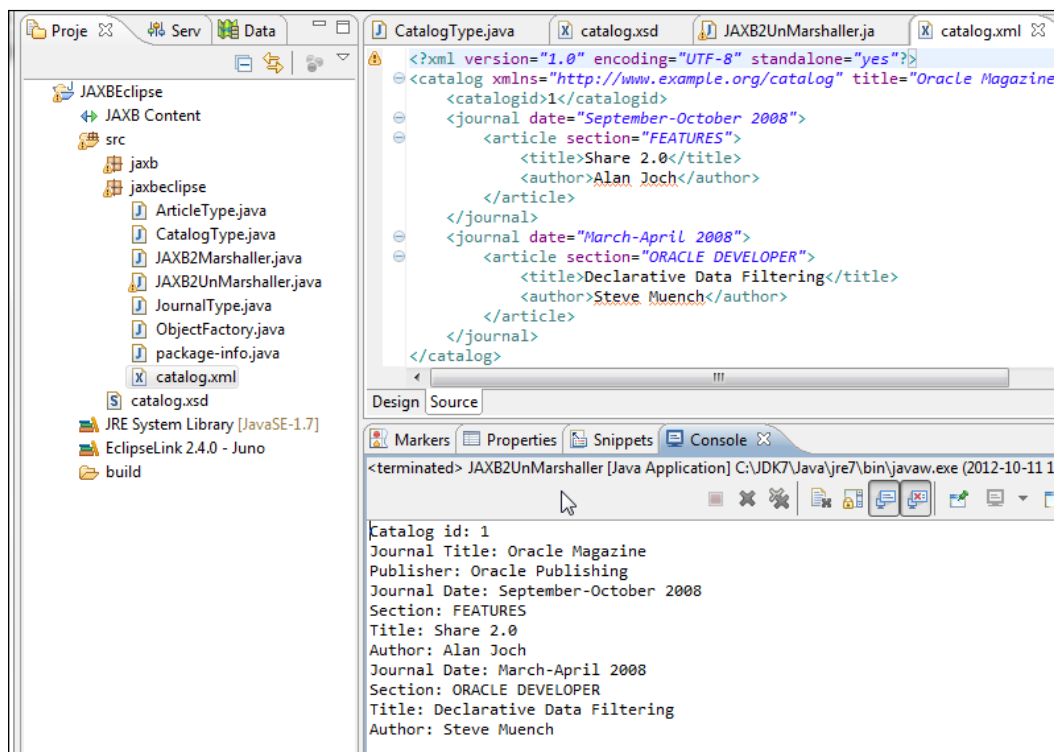 Proje
Serv
Data
JAXBEclipse
JAXB Content
src
jaxb
jaxbeclipse
ArticleType.java
CatalogType.java
JAXB2Marshaller.java
JAXB2UnMarshaller.java
JournalType.java
ObjectFactory.java
package-info.java
catalog.xml
catalog.xsd
JRE System Library [JavaSE-1.7]
EclipseLink 2.4.0 - Juno
build
CatalogType.java
catalog.xsd
JAXB2UnMarshaller.ja
catalog.xml
<?xml version="1.0" encoding="UTF-8" standalone="yes"?>
<catalog xmlns="http://www.example.org/catalog" title="Oracle Magazine
<catalogid>1</catalogid>
<journal date="September-October 2008">
<article section="FEATURES">
<title>Share 2.0</title>
<author>Alan Joch</author>
</article>
</journal>
<journal date="March-April 2008">
<article section="ORACLE DEVELOPER">
<title>Declarative Data Filtering</title>
<author>Steve Muench</author>
</article>
</journal>
</catalog>
Design Source
Markers
Properties
Snippets
Console
<terminated> JAXB2UnMarshaller [Java Application] C:\JDK7\Java\jre7\bin\javaw.exe (2012-10-11 1
Catalog id: 1
Journal Title: Oracle Magazine
Publisher: Oracle Publishing
Journal Date: September-October 2008
Section: FEATURES
Title: Share 2.0
Author: Alan Joch
Journal Date: March-April 2008
Section: ORACLE DEVELOPER
Title: Declarative Data Filtering
Author: Steve Muench